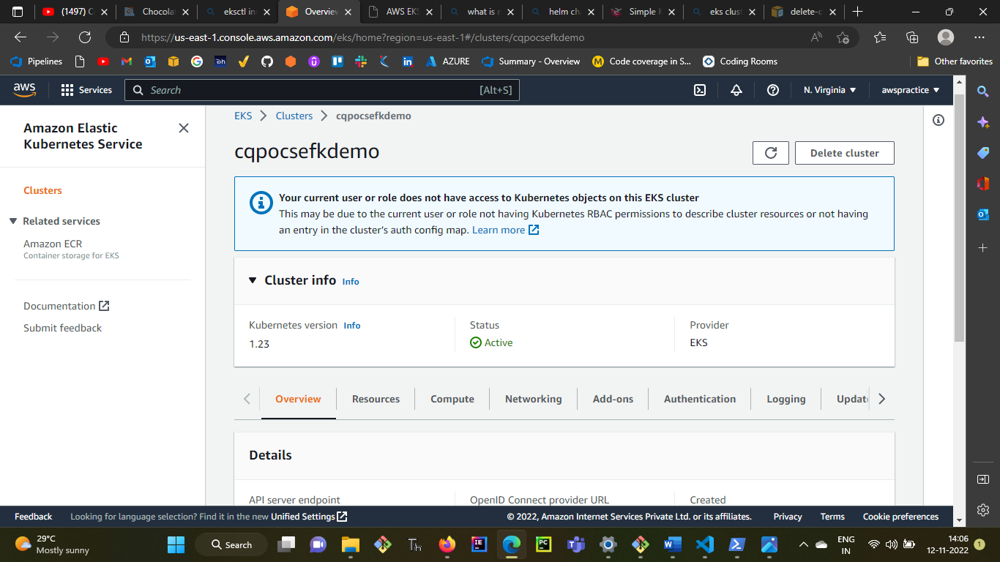 (1497) C
Chocolat
eksctl ins
Overview
AWS EKS
what is r
helm cha
Simple
eks clust
delete-c
https://us-east-1.console.aws.amazon.com/eks/home?region=us-east-1#/clusters/cqpocsefkdemo
Pipelines
AZURE
Summary - Overview
Code coverage in S...
Coding Rooms
Other favorites
aws
Services
Search
[Alt+S]
N. Virginia
awspractice
Amazon Elastic
Kubernetes Service
Clusters
Related services
Amazon ECR
Container storage for EKS
Documentation
Submit feedback
EKS > Clusters > cqpocsefkdemo
cqpocsefkdemo
Delete cluster
Your current user or role does not have access to Kubernetes objects on this EKS cluster
This may be due to the current user or role not having Kubernetes RBAC permissions to describe cluster resources or not having
an entry in the cluster's auth config map. Learn more
Cluster info Info
Kubernetes version Info
1.23
Status
Active
Provider
EKS
Overview
Resources
Compute
Networking
Add-ons
Authentication
Logging
Updat
Details
API server endpoint
OpenID Connect provider URL
Created
Feedback
Looking for language selection? Find it in the new Unified Settings
© 2022, Amazon Internet Services Private Ltd. or its affiliates.
Privacy
Terms
Cookie preferences
29°C
Mostly sunny
Search
ENG
IN
14:06
12-11-2022
1